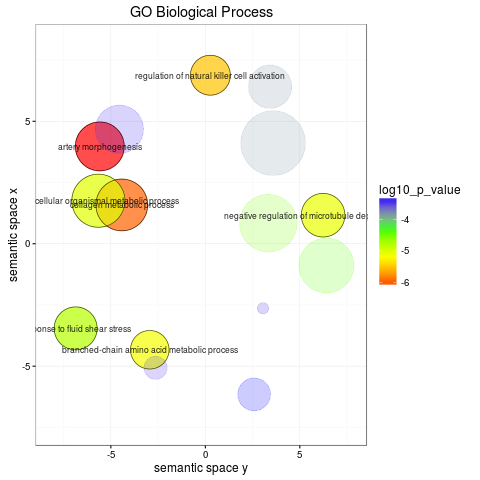 GO Biological Process
regulation of natural killer cell activation
artery morphogenesis
cellular organismal metabolic process
collagen metabolic process
negative regulation of microtubule de
onse to fluid shear stress
branched-chain amino acid metabolic process
5
0
-5
-5
0
5
semantic space x
semantic space y
log10_p_value
-4
-5
-6